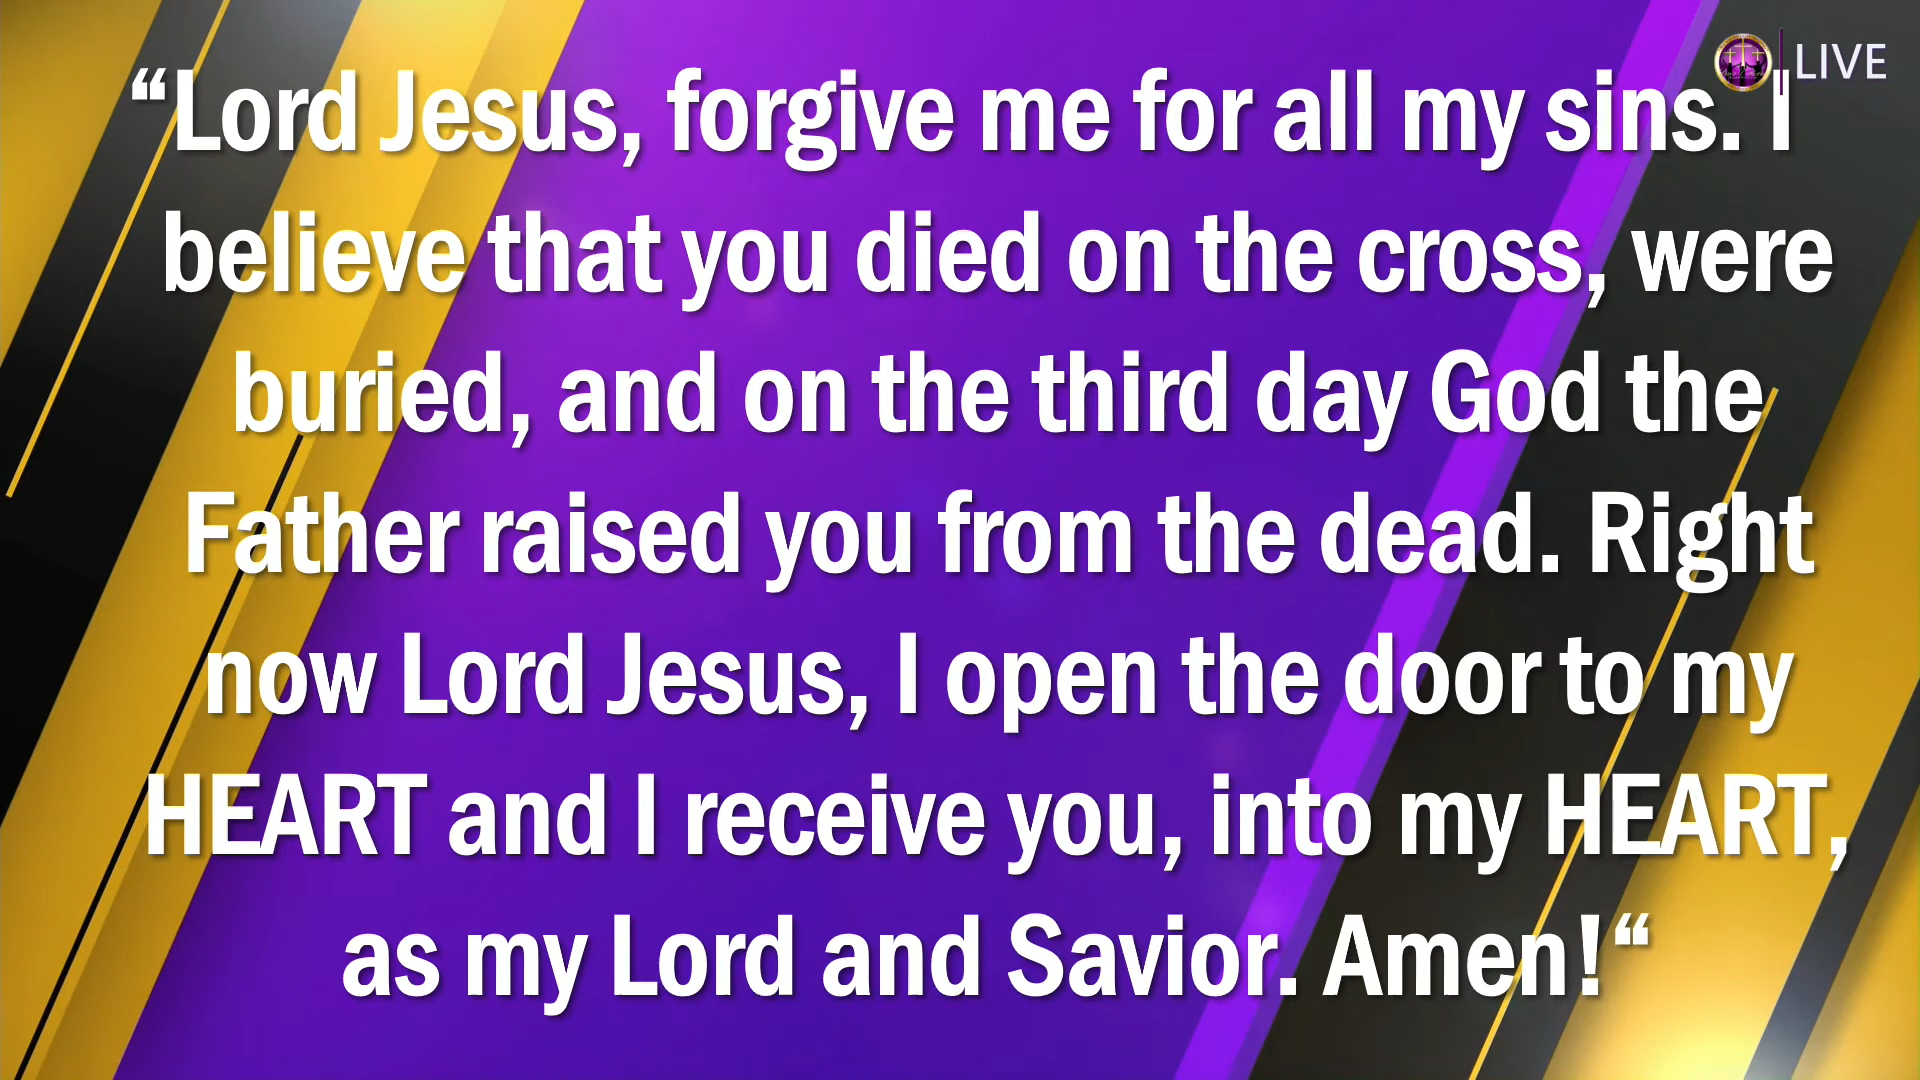 LIVE
“Lord Jesus, forgive me for all my sins. I
believe that you died on the cross, were
buried, and on the third day God the
Father raised you from the dead. Right
now Lord Jesus, I open the door to my
HEART and I receive you, into my HEART,
as my Lord and Savior. Amen!“